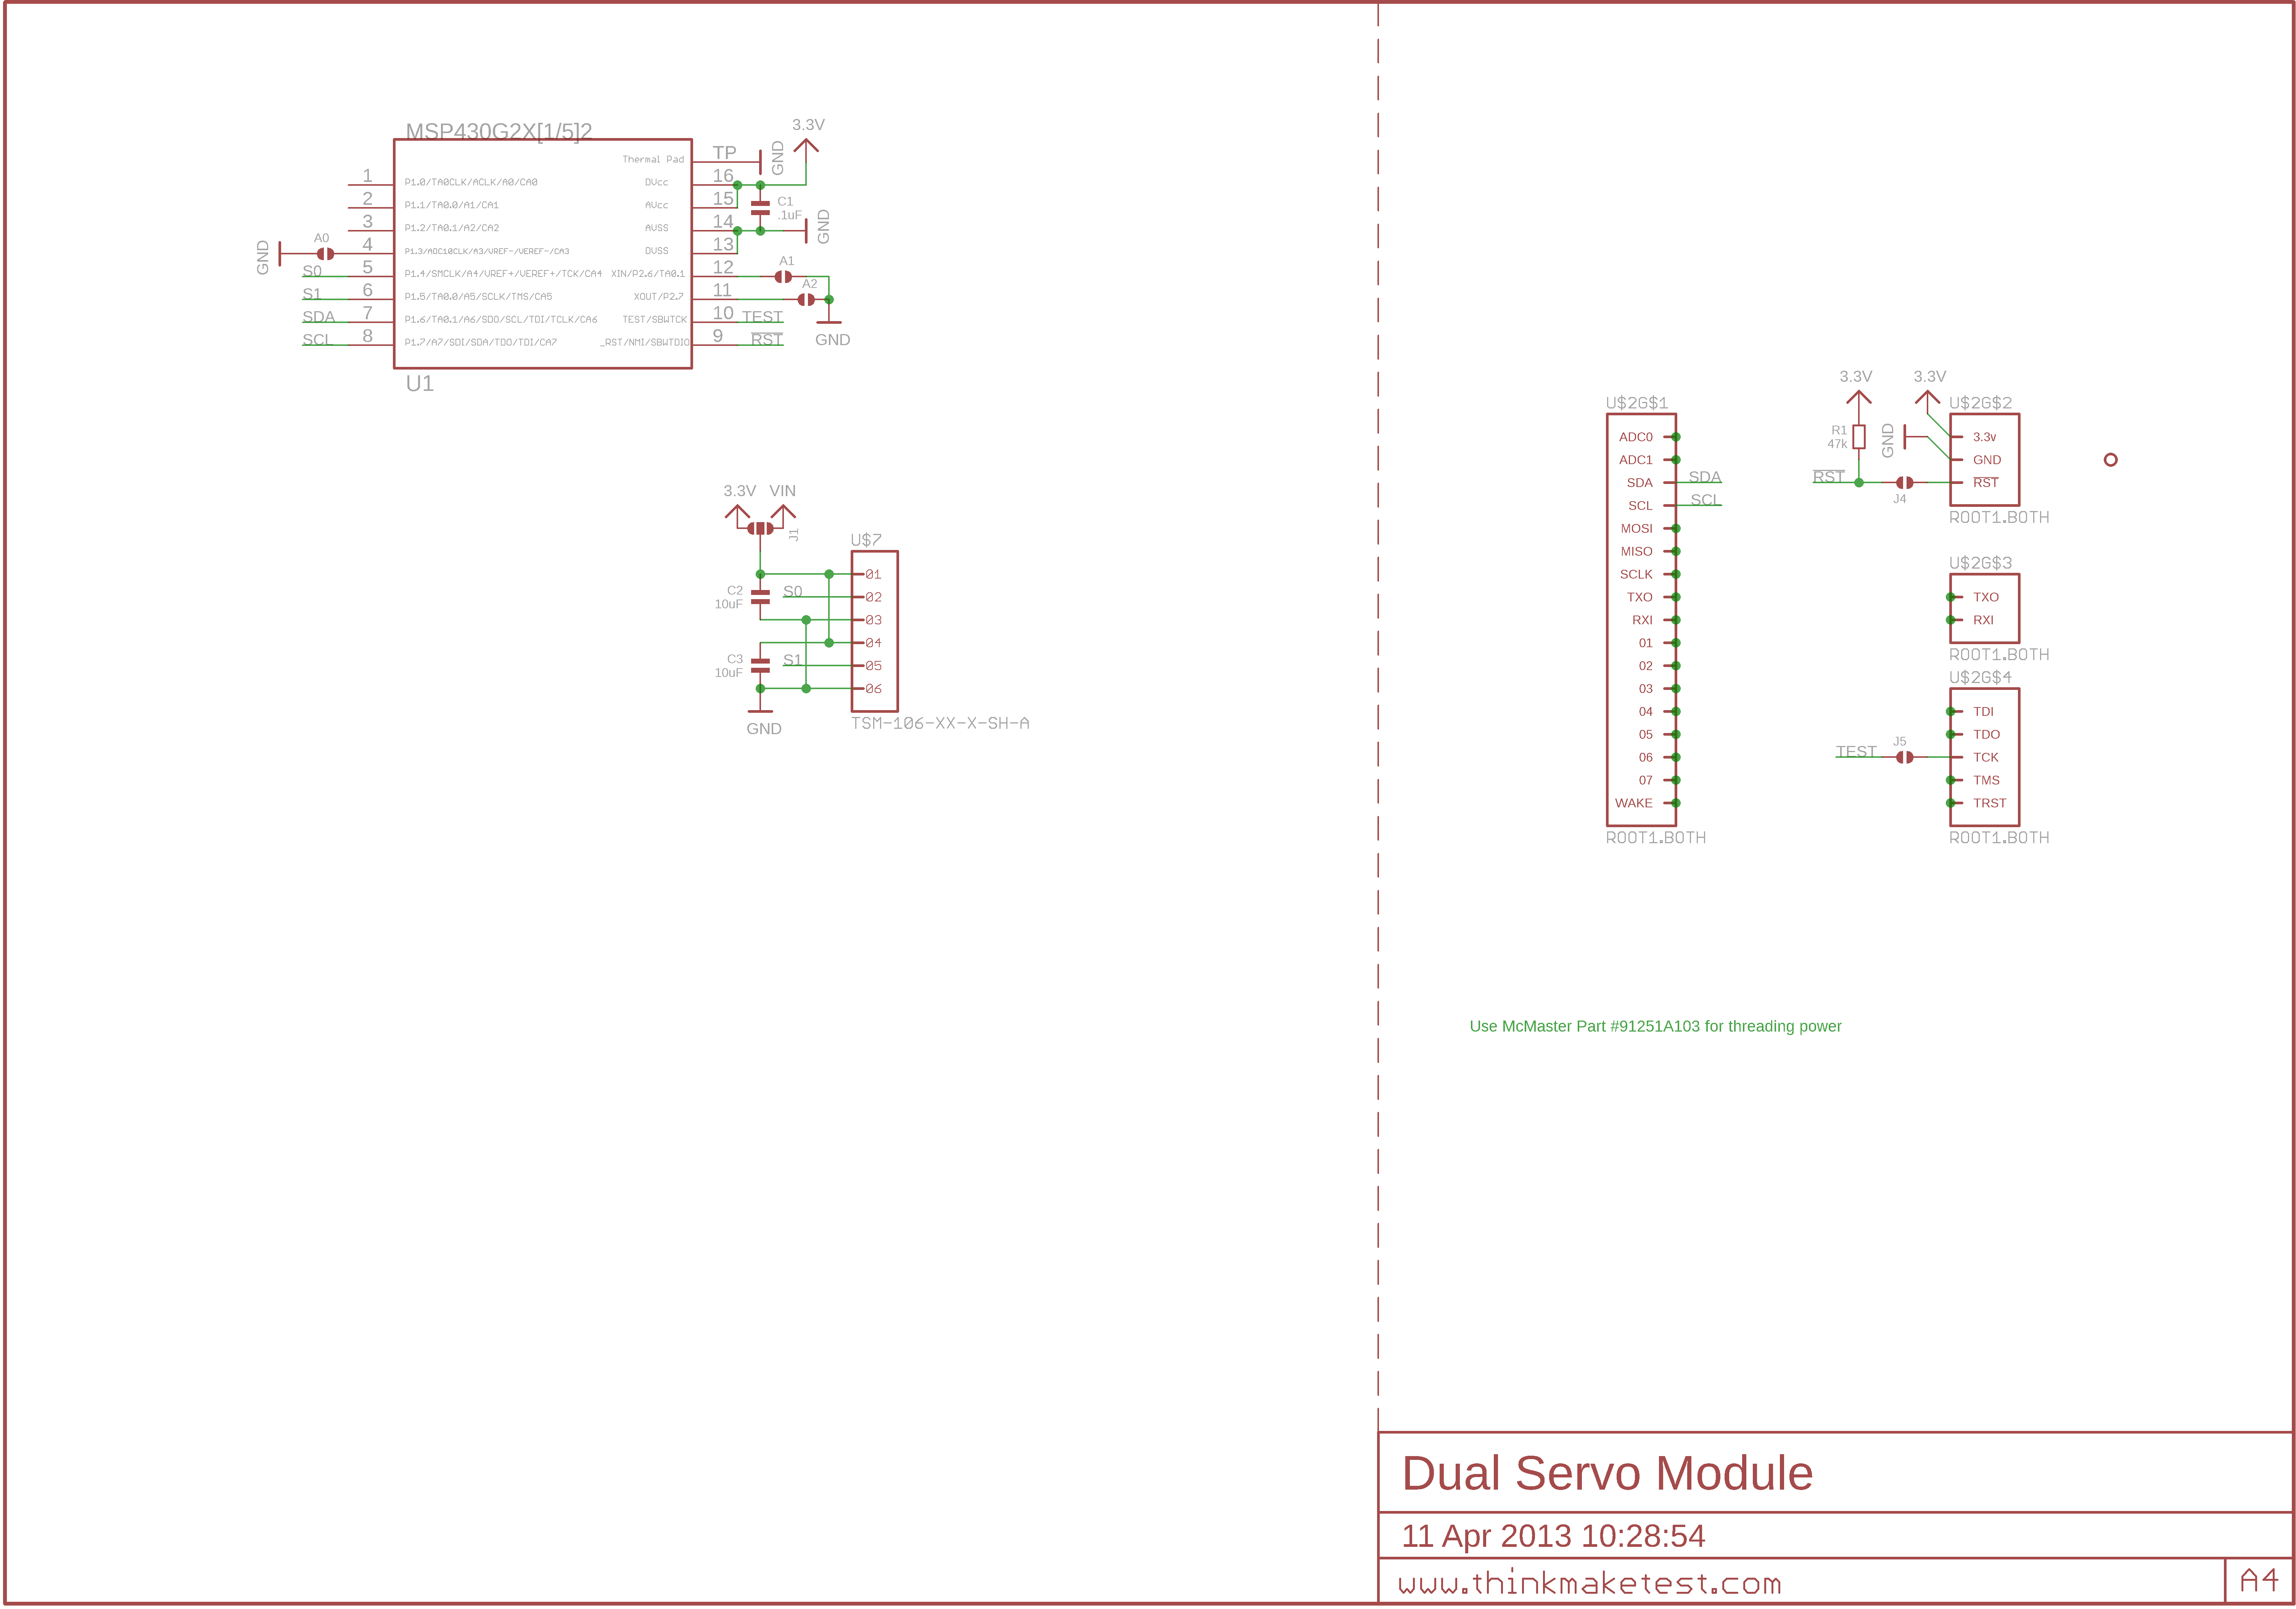 MSP430G2X[1/5]2
3.3V
GND
Thermal Pad TP
1 P1.0/TA0CLK/ACLK/A0/CA0 DVcc 16
2 P1.1/TA0.0/A1/CA1 AVcc 15
C1
.1uF
GND
3 P1.2/TA0.1/A2/CA2 AVSS 14
GND
A0
4 P1.3/ADC10CLK/A3/VREF-/VEREF-/CA3 DVSS 13
S0 5 P1.4/SMCLK/A4/VREF+/VEREF+/TCK/CA4 XIN/P2.6/TA0.1 12 A1
S1 6 P1.5/TA0.0/A5/SCLK/TMS/CA5 XOUT/P2.7 11 A2
SDA 7 P1.6/TA0.1/A6/SDO/SCL/TDI/TCLK/CA6 TEST/SBWTCK 10 TEST
SCL 8 P1.7/A7/SDI/SDA/TDO/TDI/CA7 _RST/NMI/SBWTDIO 9 RST
GND
U1
3.3V VIN
J1
U$7
01
C2
10uF
S0 02
03
04
C3
10uF
S1 05
06
GND
TSM-106-XX-X-SH-A
U$2G$1
ADC0
ADC1
SDA SDA
SCL SCL
MOSI
MISO
SCLK
TXO
RXI
01
02
03
04
05
06
07
WAKE
ROOT1.BOTH
3.3V 3.3V
U$2G$2
R1
47k
GND
3.3v
GND
RST J4 RST
ROOT1.BOTH
U$2G$3
TXO
RXI
ROOT1.BOTH
U$2G$4
TDI
TDO
TEST J5 TCK
TMS
TRST
ROOT1.BOTH
Use McMaster Part #91251A103 for threading power
Dual Servo Module
11 Apr 2013 10:28:54
www.thinkmaketest.com A4